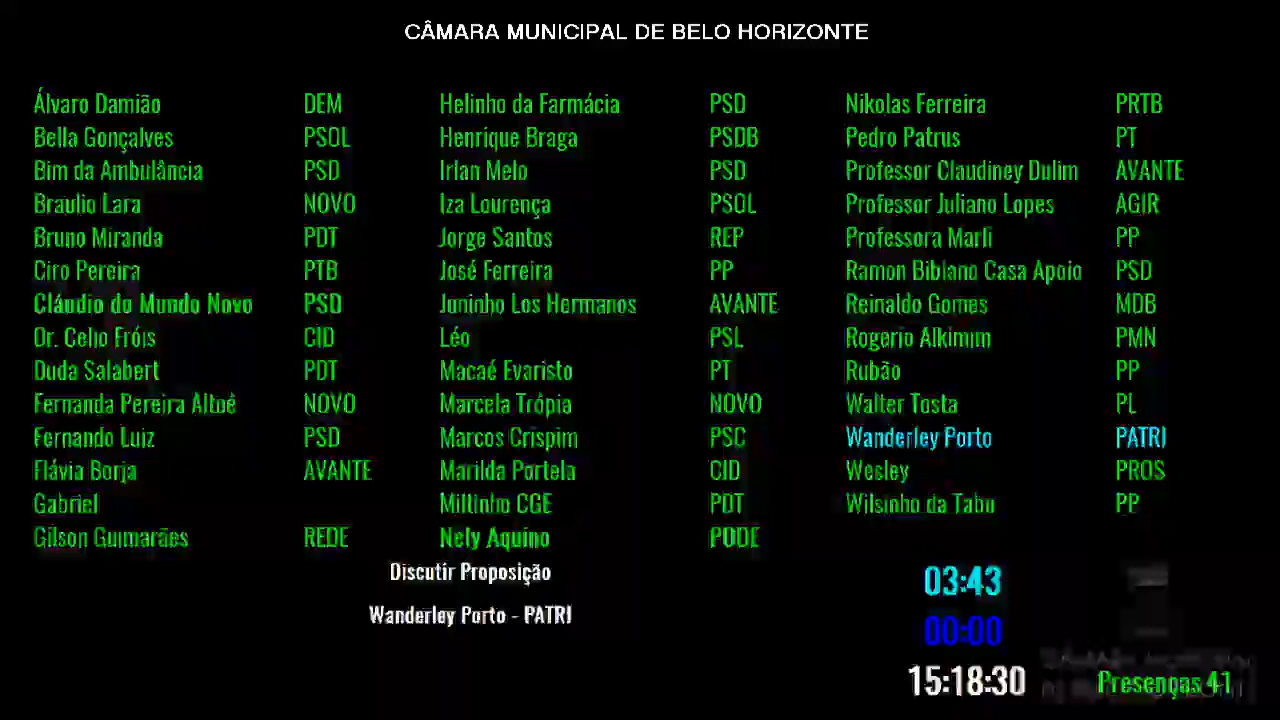 CÂMARA MUNICIPAL DE BELO HORIZONTE
Álvaro Damião DEM Helinho da Farmácia PSD Nikolas Ferreira PRTB
Bella Gonçalves PSOL Henrique Braga PSDB Pedro Patrus PT
Bim da Ambulância PSD Irlan Melo PSD Professor Claudiney Dulim AVANTE
Braulio Lara NOVO Iza Lourença PSOL Professor Juliano Lopes AGIR
Bruno Miranda PDT Jorge Santos REP Professora Marli PP
Ciro Pereira PTB José Ferreira PP Ramon Bibiano Casa Apoio PSD
Cláudio do Mundo Novo PSD Juninho Los Hermanos AVANTE Reinaldo Gomes MDB
Dr. Celio Fróis CID Léo PSL Rogerio Alkimim PMN
Duda Salabert PDT Macaé Evaristo PT Rubão PP
Fernanda Pereira Altoé NOVO Marcela Trópia NOVO Walter Tosta PL
Fernando Luiz PSD Marcos Crispim PSC Wanderley Porto PATRI
Flávia Borja AVANTE Marilda Portela CID Wesley PROS
Gabriel Miltinho CGE PDT Wilsinho da Tabu PP
Gilson Guimarães REDE Nely Aquino PODE
Discutir Proposição
Wanderley Porto - PATRI
03:43
00:00
15:18:30
Presenças 41